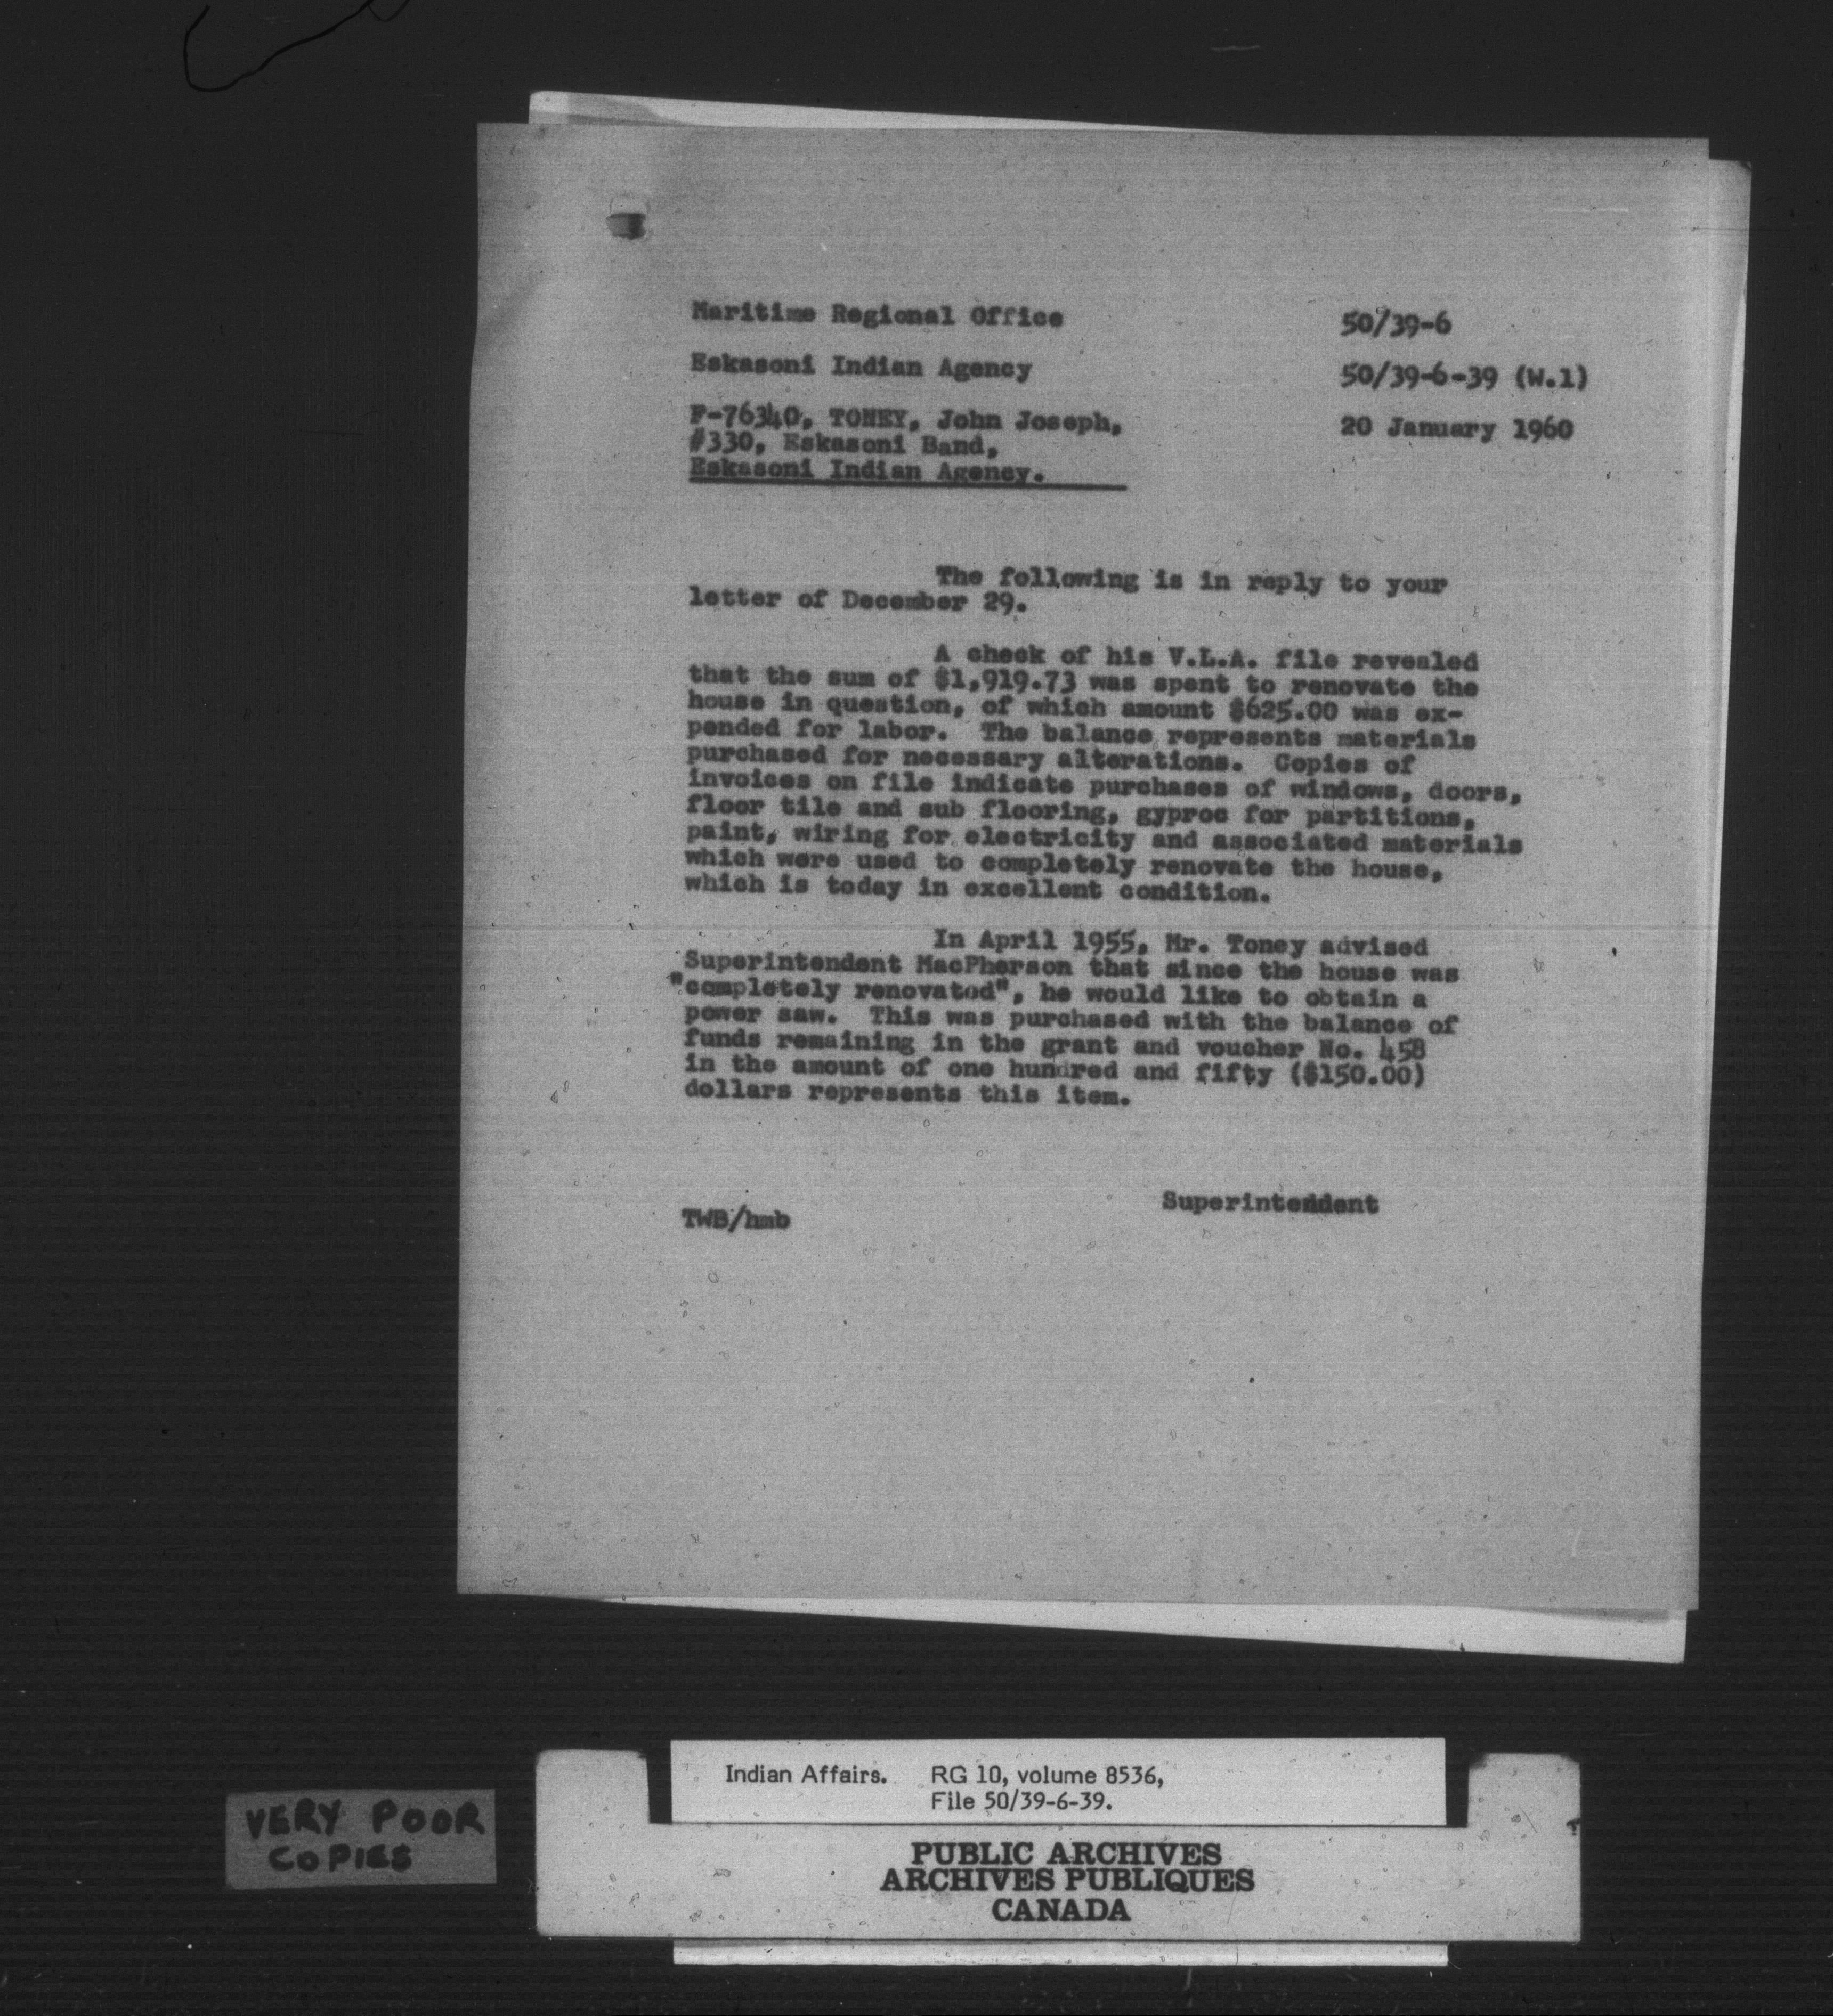 Maritime Regional Office
50/39-6
Eskasoni Indian Agency
50/39-6-39 (W.1)
F-76340, TONEY, John Joseph,
#330, Eskasoni Band,
Eskasoni Indian Agency.
20 January 1960
The following is in reply to your
letter of December 29.
A check of his V.L.A. file revealed
that the sum of $1,919.73 was spent to renovate the
house in question, of which amount $625.00 was ex-
pended for labor. The balance represents materials
purchased for necessary alterations. Copies of
invoices on file indicate purchases of windows, doors,
floor tile and sub flooring, gyproc for partitions,
paint, wiring for electricity and associated materials
which were used to completely renovate the house,
which is today in excellent condition.
In April 1955, Mr. Toney advised
Superintendent MacPherson that since the house was
"completely renovated", he would like to obtain a
power saw. This was purchased with the balance of
funds remaining in the grant and voucher No. 458
in the amount of one hundred and fifty ($150.00)
dollars represents this item.
Superintendent
TWB/hmb
VERY POOR
COPIES
Indian Affairs. RG 10, volume 8536,
File 50/39-6-39.
PUBLIC ARCHIVES
ARCHIVES PUBLIQUES
CANADA